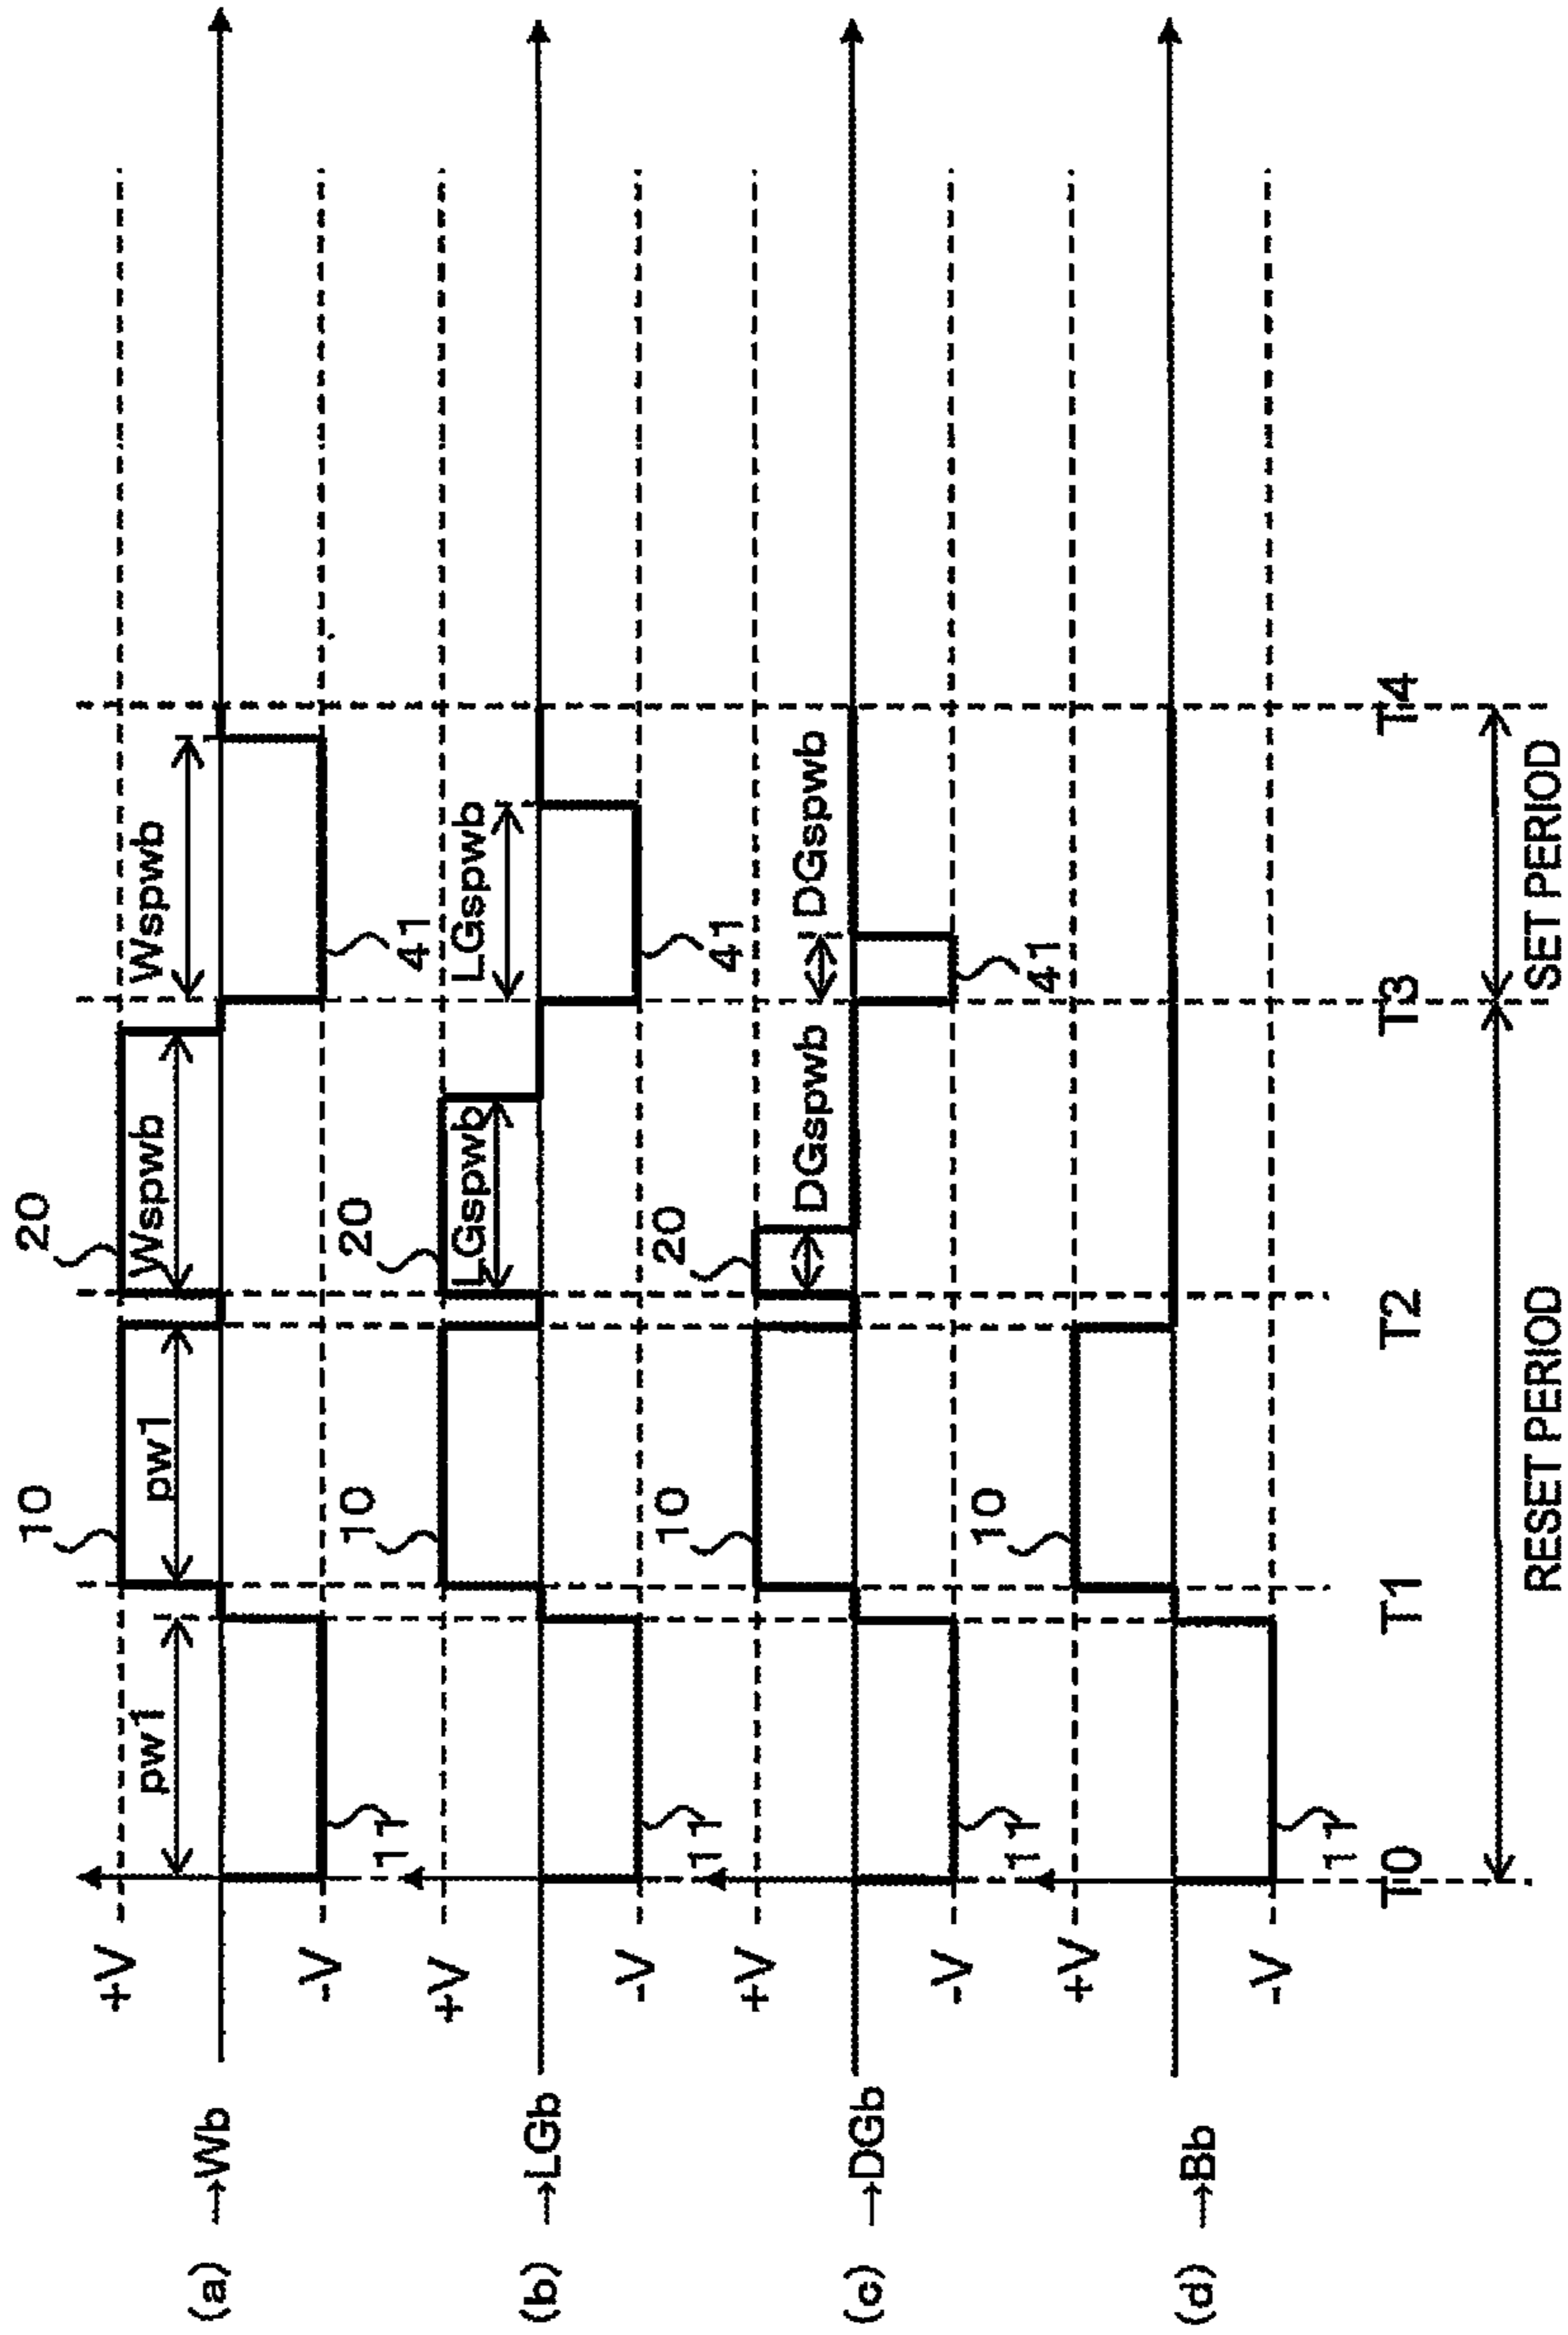 20
10
Wspwb
Wspwb
pw1
pw1
+V
-V
41
11
(a) →Wb
20
10
LGspwb
LGspwb
+V
-V
41
11
(b) →LGb
20
10
DGspwb
DGspwb
+V
-V
41
11
(c) →DGb
10
+V
-V
11
(d) →Bb
T0
T1
T2
T3
T4
RESET PERIOD
SET PERIOD